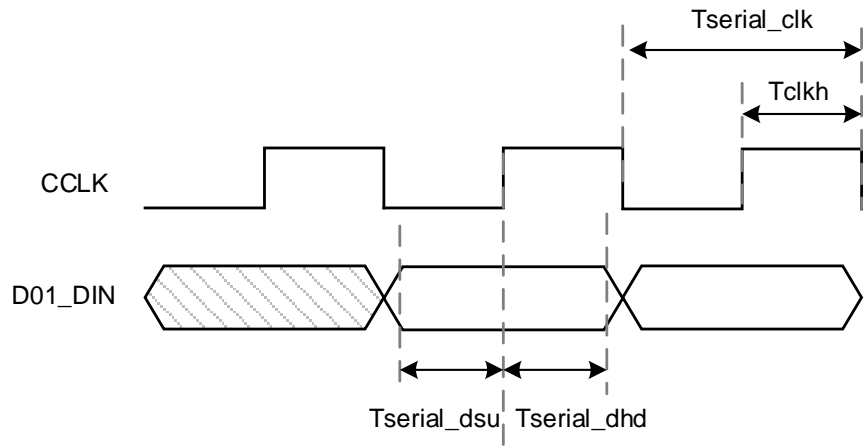 Tserial_clk
Tclkh
CCLK
D01_DIN
Tserial_dsu
Tserial_dhd